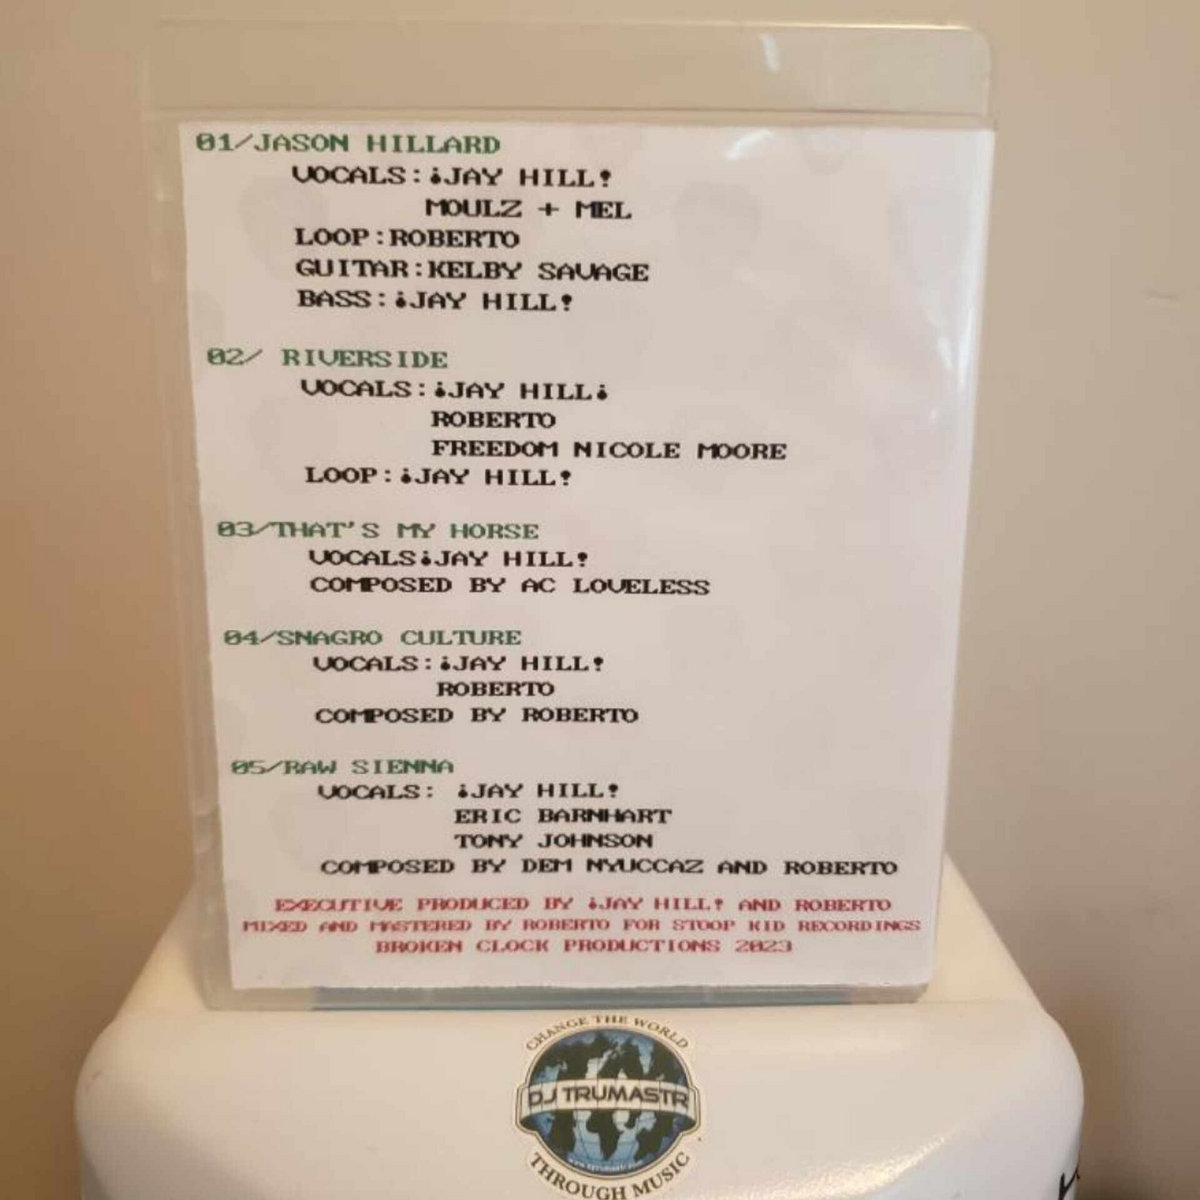 01/JASON HILLARD
VOCALS:¡JAY HILL!
MOULZ + MEL
LOOP:ROBERTO
GUITAR:KELBY SAVAGE
BASS:¡JAY HILL!
02/ RIVERSIDE
VOCALS:¡JAY HILL¡
ROBERTO
FREEDOM NICOLE MOORE
LOOP:¡JAY HILL!
03/THAT'S MY HORSE
VOCALS¡JAY HILL!
COMPOSED BY AC LOVELESS
04/SNAGRO CULTURE
VOCALS:¡JAY HILL!
ROBERTO
COMPOSED BY ROBERTO
05/RAW SIENNA
VOCALS: ¡JAY HILL!
ERIC BARNHART
TONY JOHNSON
COMPOSED BY DEM NYUCCAZ AND ROBERTO
EXECUTIVE PRODUCED BY ¡JAY HILL! AND ROBERTO
MIXED AND MASTERED BY ROBERTO FOR STOOP KID RECORDINGS
BROKEN CLOCK PRODUCTIONS 2023
CHANGE THE WORLD
DJ TRUMASTR
THROUGH MUSIC